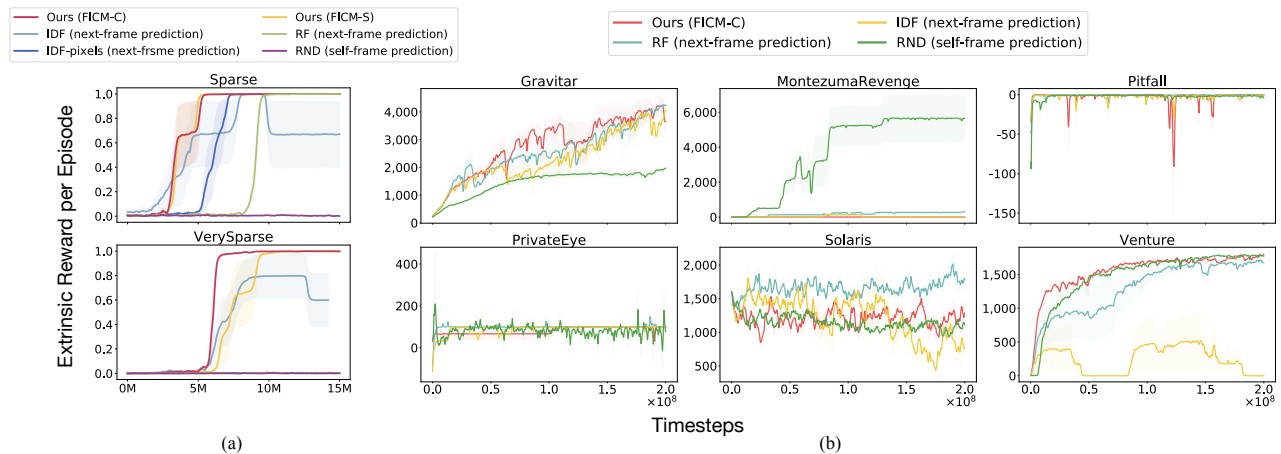 Ours (FICM-C) Ours (FICM-S)
IDF (next-frame prediction) RF (next-frame prediction)
IDF-pixels (next-frsme prediction) RND (self-frame prediction)
Ours (FICM-C) IDF (next-frame prediction)
RF (next-frame prediction) RND (self-frame prediction)
Extrinsic Reward per Episode
Sparse
1.0
0.8
0.6
0.4
0.2
0.0
VerySparse
1.0
0.8
0.6
0.4
0.2
0.0
0M 5M 10M 15M
Gravitar
4,000
3,000
2,000
1,000
0
MontezumaRevenge
6,000
4,000
2,000
0
Pitfall
0
-50
-100
-150
PrivateEye
400
200
0
0.0 0.5 1.0 1.5 2.0
×10⁸
Solaris
2,000
1,500
1,000
500
0.0 0.5 1.0 1.5 2.0
×10⁸
Venture
1,500
1,000
500
0
0.0 0.5 1.0 1.5 2.0
×10⁸
Timesteps
(a) (b)